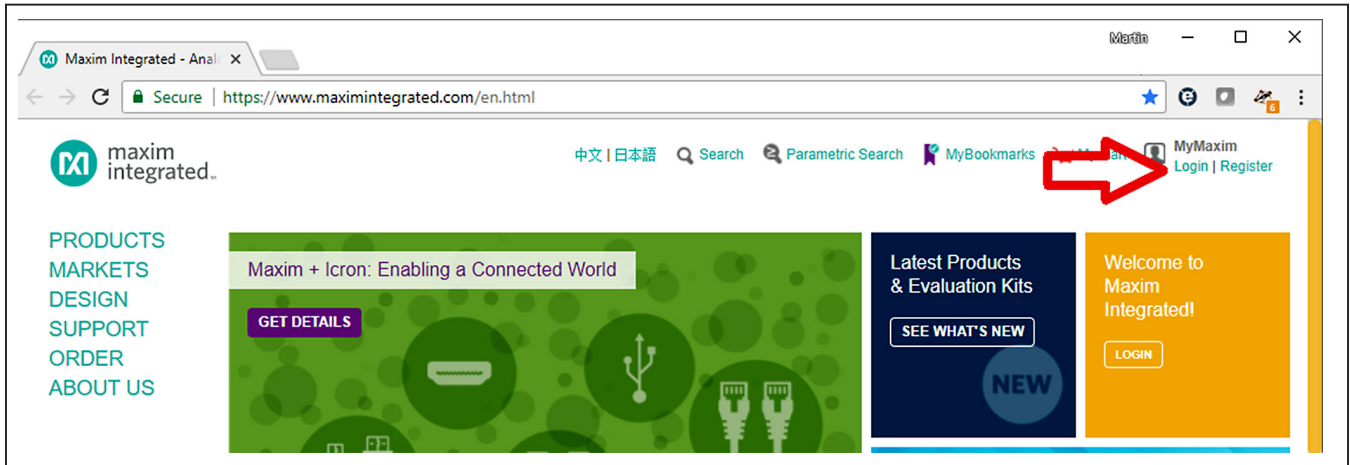 Martin
Maxim Integrated - Anal
Secure | https://www.maximintegrated.com/en.html
6
maxim
integrated™
中文 | 日本語 Search Parametric Search MyBookmarks
MyMaxim
Login | Register
PRODUCTS
MARKETS
DESIGN
SUPPORT
ORDER
ABOUT US
Maxim + Icron: Enabling a Connected World
GET DETAILS
Latest Products
& Evaluation Kits
SEE WHAT'S NEW
NEW
Welcome to
Maxim
Integrated!
LOGIN